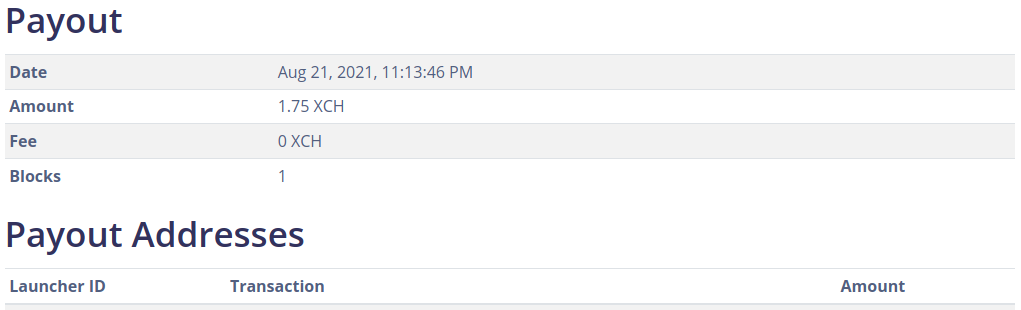 Payout
Date Aug 21, 2021, 11:13:46 PM
Amount 1.75 XCH
Fee 0 XCH
Blocks 1
Payout Addresses
Launcher ID Transaction Amount